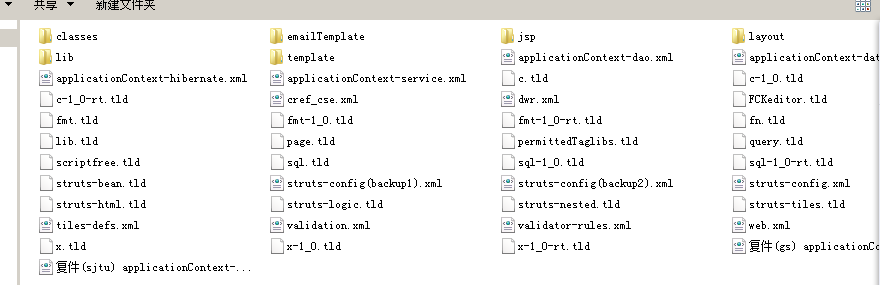 共享 新建文件夹
classes emailTemplate jsp layout
lib template applicationContext-dao.xml applicationContext-dat
applicationContext-hibernate.xml applicationContext-service.xml c.tld c-1_0.tld
c-1_0-rt.tld cref_cse.xml dwr.xml FCKeditor.tld
fmt.tld fmt-1_0.tld fmt-1_0-rt.tld fn.tld
lib.tld page.tld permittedTaglibs.tld query.tld
scriptfree.tld sql.tld sql-1_0.tld sql-1_0-rt.tld
struts-bean.tld struts-config(backup1).xml struts-config(backup2).xml struts-config.xml
struts-html.tld struts-logic.tld struts-nested.tld struts-tiles.tld
tiles-defs.xml validation.xml validator-rules.xml web.xml
x.tld x-1_0.tld x-1_0-rt.tld 复件(gs) applicationCo
复件(sjtu) applicationContext-...